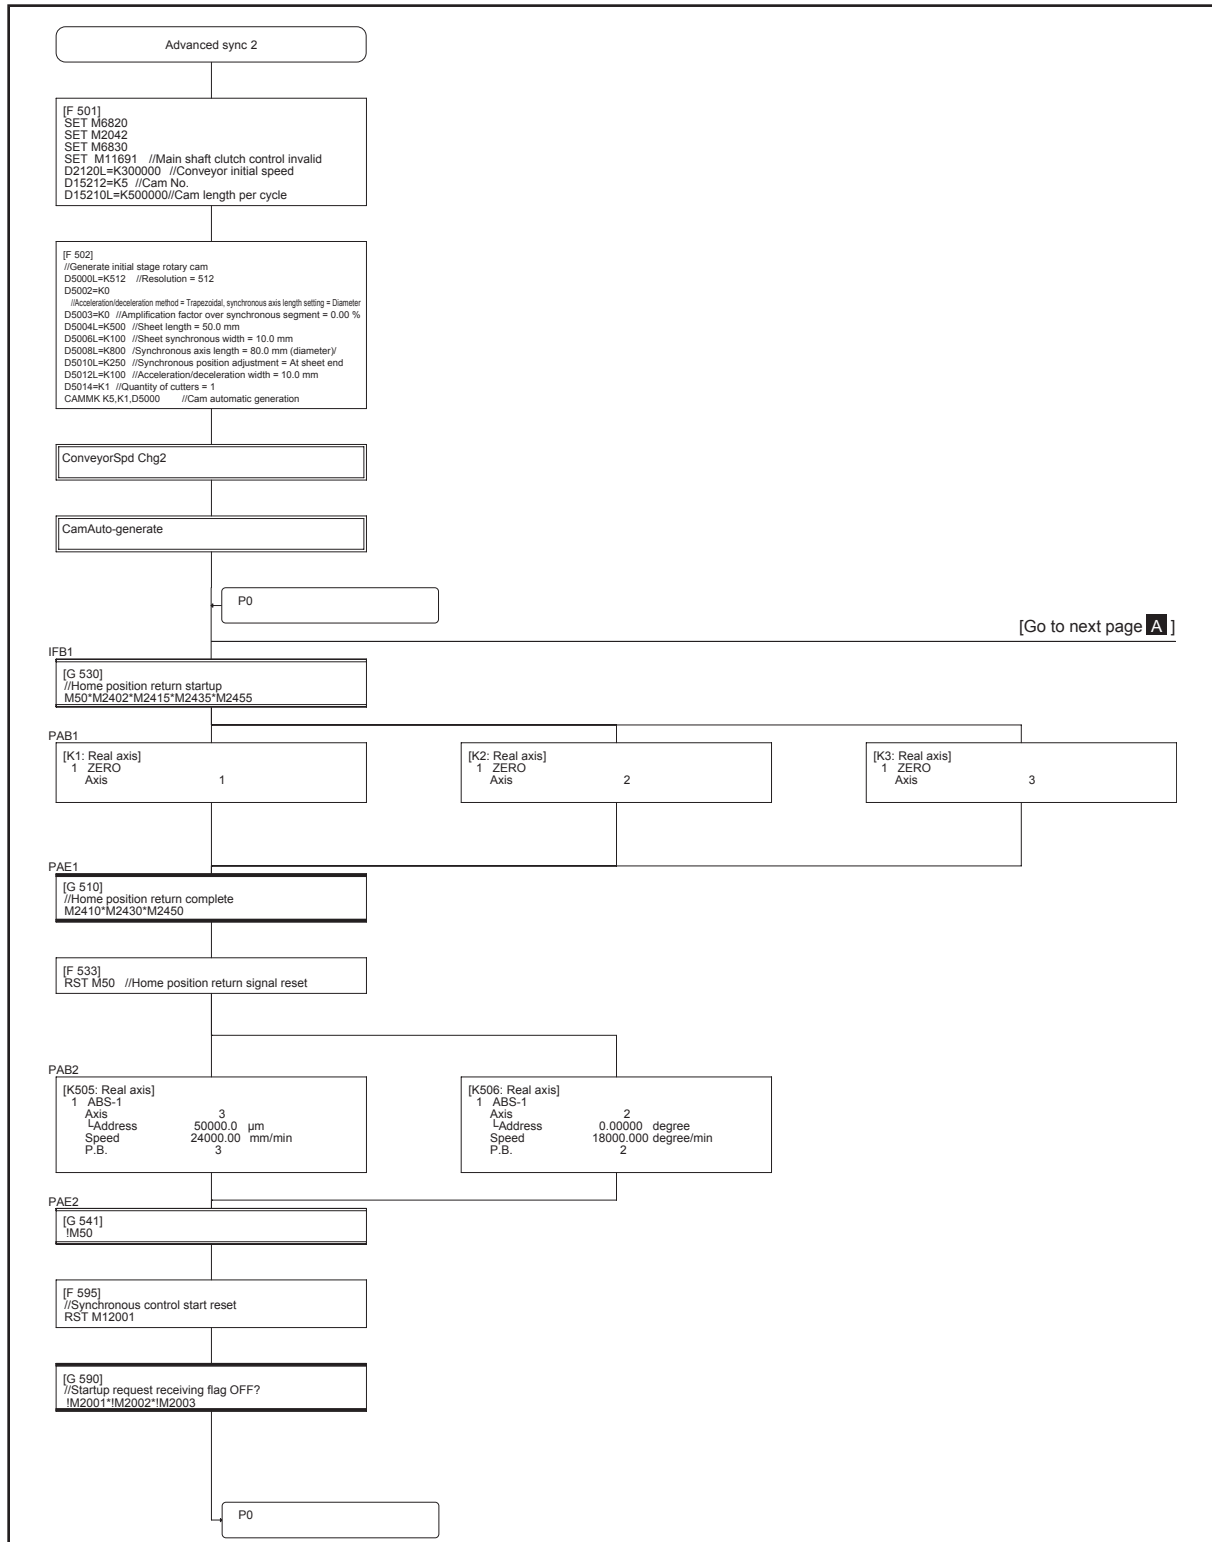 Advanced sync 2
[F 501]
SET M6820
SET M2042
SET M6830
SET M11691 //Main shaft clutch control invalid
D2120L=K300000 //Conveyor initial speed
D15212=K5 //Cam No.
D15210L=K500000//Cam length per cycle
[F 502]
//Generate initial stage rotary cam
D5000L=K512 //Resolution = 512
D5002=K0
//Acceleration/deceleration method = Trapezoidal, synchronous axis length setting = Diameter
D5003=K0 //Amplification factor over synchronous segment = 0.00 %
D5004L=K500 //Sheet length = 50.0 mm
D5006L=K100 //Sheet synchronous width = 10.0 mm
D5008L=K800 /Synchronous axis length = 80.0 mm (diameter)/
D5010L=K250 //Synchronous position adjustment = At sheet end
D5012L=K100 //Acceleration/deceleration width = 10.0 mm
D5014=K1 //Quantity of cutters = 1
CAMMK K5,K1,D5000 //Cam automatic generation
ConveyorSpd Chg2
CamAuto-generate
P0
[Go to next page A ]
IFB1
[G 530]
//Home position return startup
M50*M2402*M2415*M2435*M2455
PAB1
[K1: Real axis]
1 ZERO
Axis 1
[K2: Real axis]
1 ZERO
Axis 2
[K3: Real axis]
1 ZERO
Axis 3
PAE1
[G 510]
//Home position return complete
M2410*M2430*M2450
[F 533]
RST M50 //Home position return signal reset
PAB2
[K505: Real axis]
1 ABS-1
Axis 3
└Address 50000.0 µm
Speed 24000.00 mm/min
P.B. 3
[K506: Real axis]
1 ABS-1
Axis 2
└Address 0.00000 degree
Speed 18000.000 degree/min
P.B. 2
PAE2
[G 541]
!M50
[F 595]
//Synchronous control start reset
RST M12001
[G 590]
//Startup request receiving flag OFF?
!M2001*!M2002*!M2003
P0